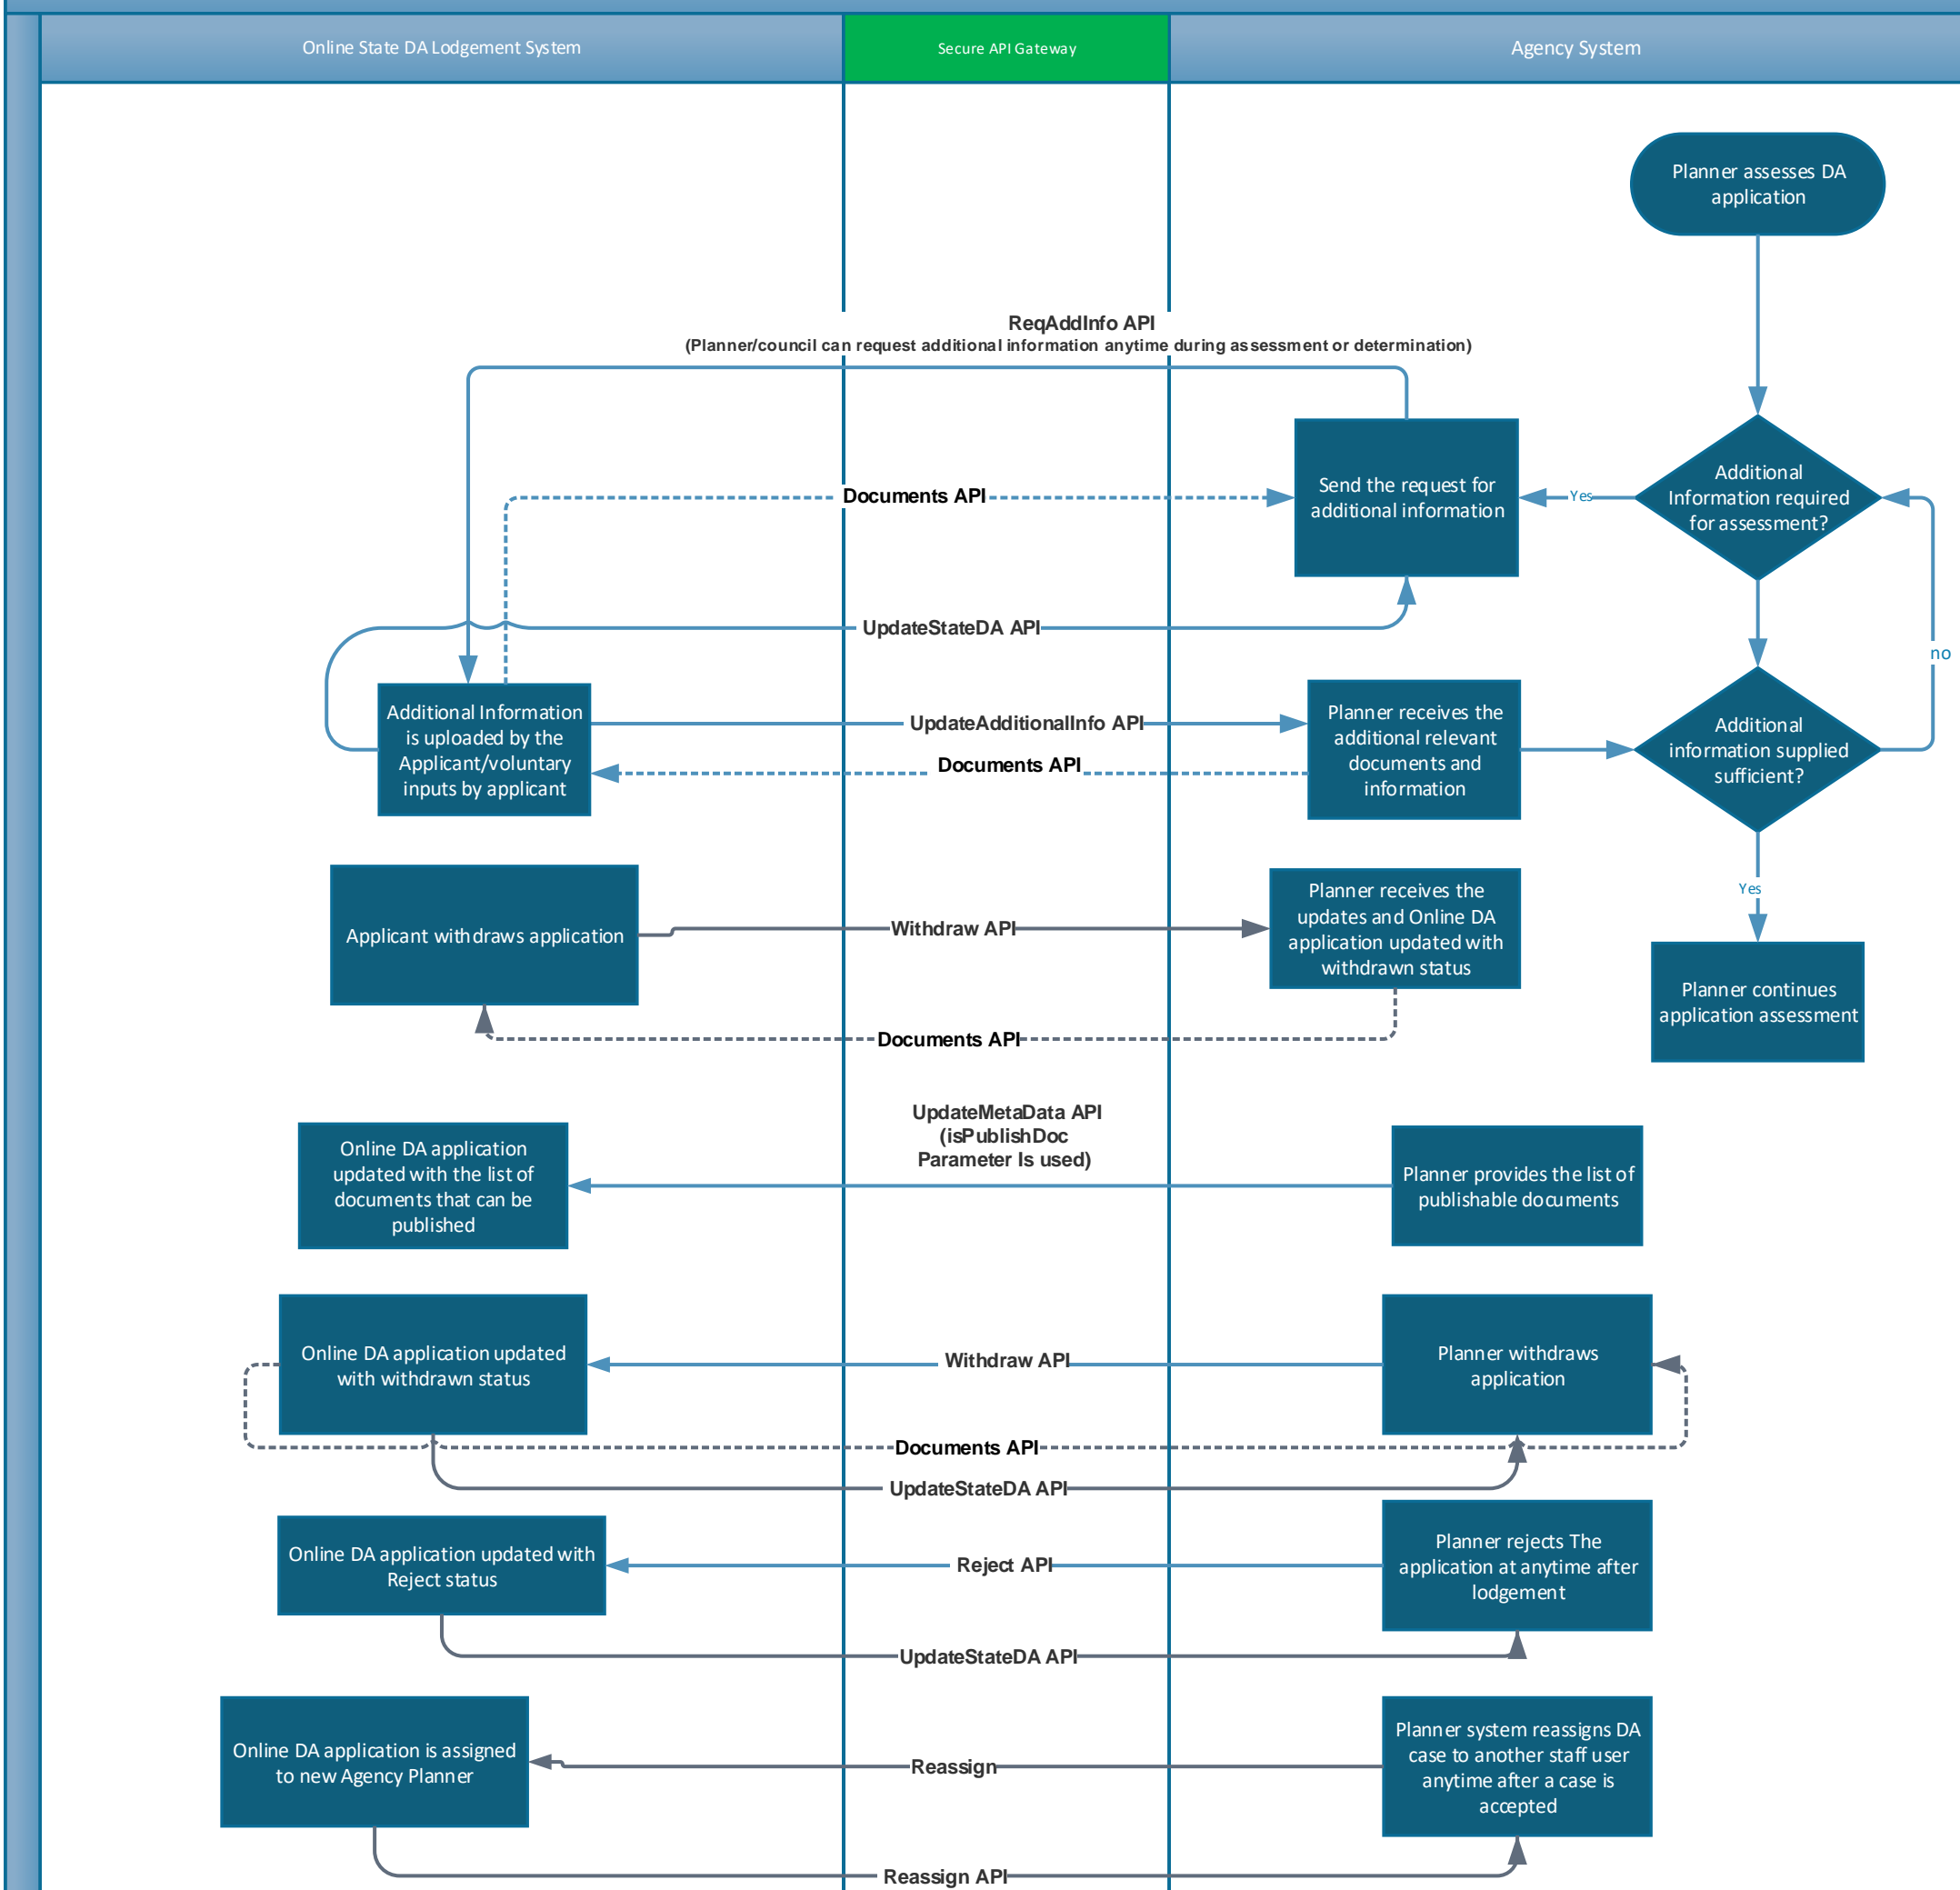 Online State DA Lodgement System
Secure API Gateway
Agency System
Planner assesses DA
application
ReqAddInfo API
(Planner/council can request additional information anytime during assessment or determination)
Additional
Information required
for assessment?
Yes
Send the request for
additional information
Documents API
UpdateStateDA API
no
Additional Information
is uploaded by the
Applicant/voluntary
inputs by applicant
UpdateAdditionalInfo API
Documents API
Planner receives the
additional relevant
documents and
information
Additional
information supplied
sufficient?
Yes
Applicant withdraws application
Withdraw API
Planner receives the
updates and Online DA
application updated with
withdrawn status
Documents API
Planner continues
application assessment
UpdateMetaData API
(isPublishDoc
Parameter Is used)
Online DA application
updated with the list of
documents that can be
published
Planner provides the list of
publishable documents
Online DA application updated
with withdrawn status
Withdraw API
Planner withdraws
application
Documents API
UpdateStateDA API
Online DA application updated with
Reject status
Reject API
Planner rejects The
application at anytime after
lodgement
UpdateStateDA API
Online DA application is assigned
to new Agency Planner
Reassign
Planner system reassigns DA
case to another staff user
anytime after a case is
accepted
Reassign API